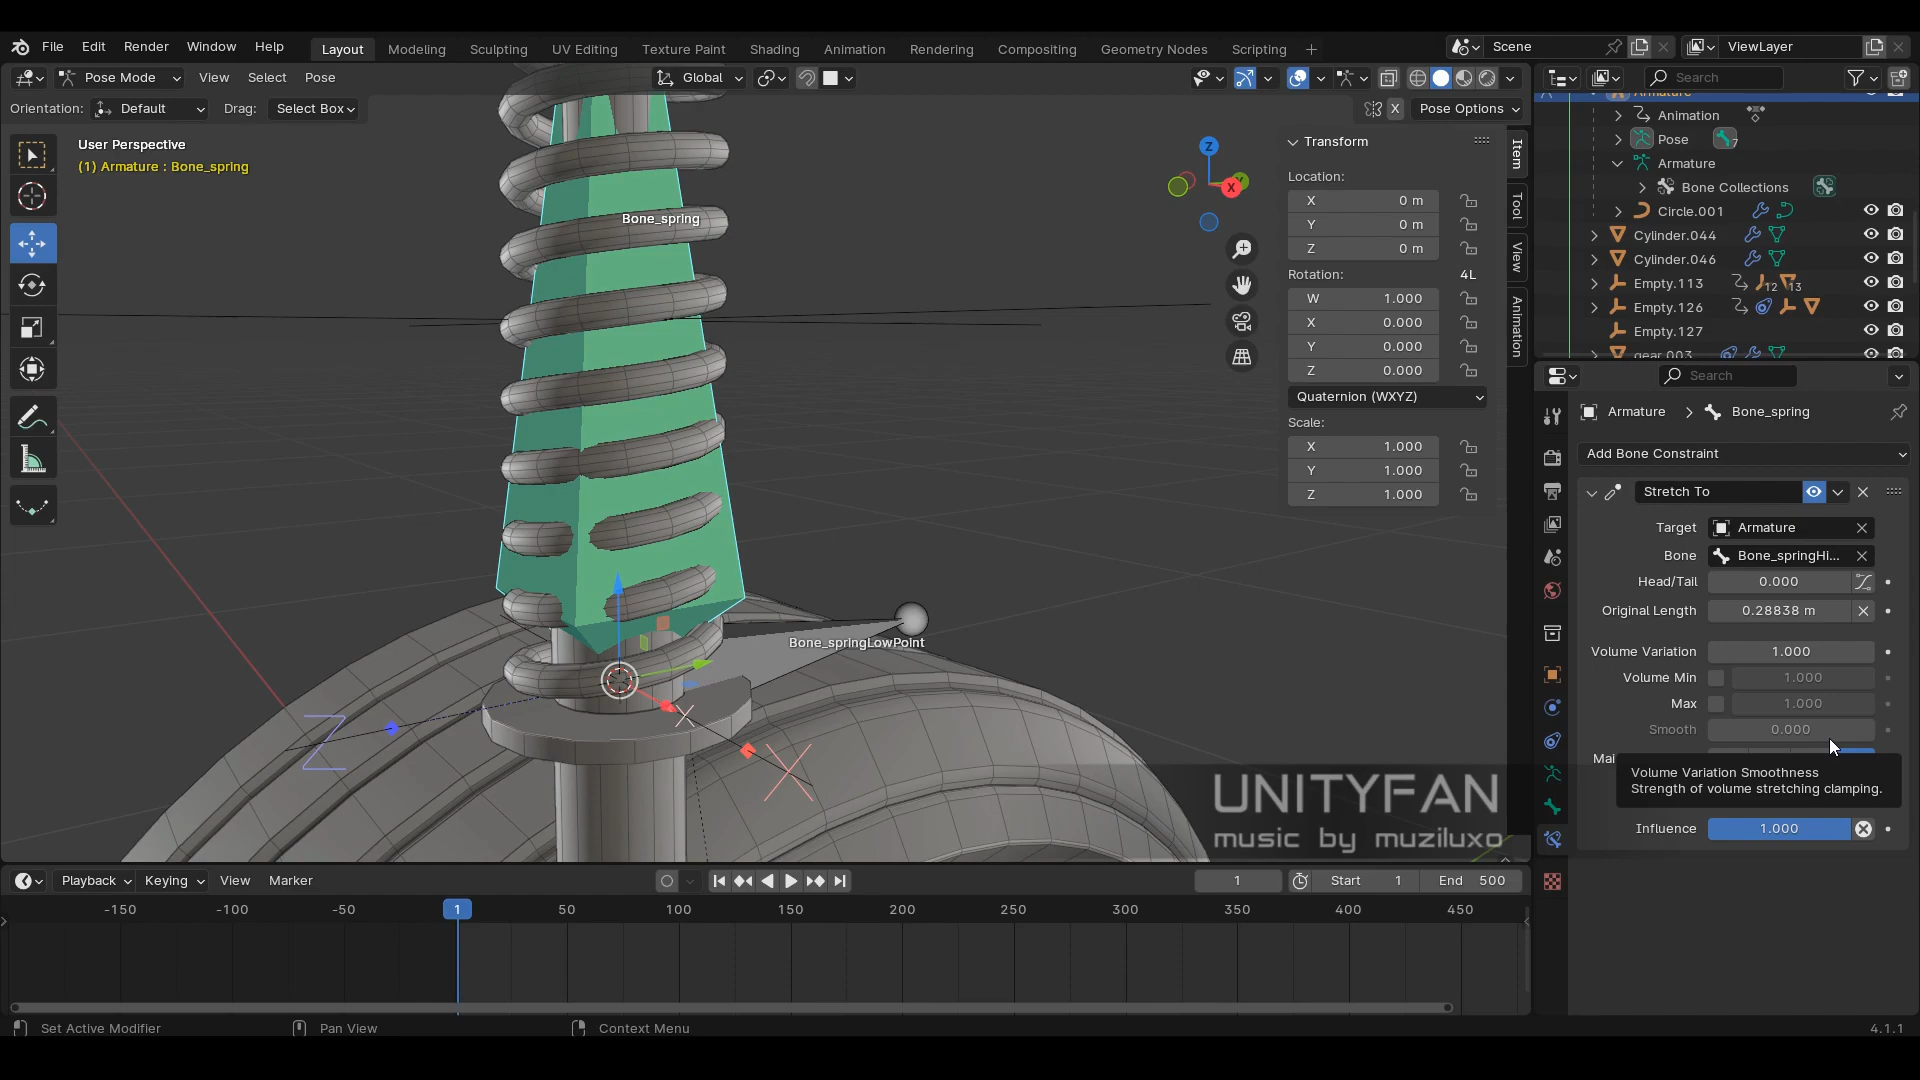 File Edit Render Window Help
Layout Modeling Sculpting UV Editing Texture Paint Shading Animation Rendering Compositing Geometry Nodes Scripting +
Scene
ViewLayer
Pose Mode View Select Pose
Global
Search
Orientation: Default Drag: Select Box
X Pose Options
User Perspective
(1) Armature : Bone_spring
Bone_spring
Bone_springLowPoint
Z
X
Z
X
Transform
Location:
X 0 m
Y 0 m
Z 0 m
Rotation: 4L
W 1.000
X 0.000
Y 0.000
Z 0.000
Quaternion (WXYZ)
Scale:
X 1.000
Y 1.000
Z 1.000
Item
Tool
View
Animation
Animation
Pose 7
Armature
Bone Collections
Circle.001
Cylinder.044
Cylinder.046
Empty.113 12 13
Empty.126
Empty.127
gear.003
Search
Armature > Bone_spring
Add Bone Constraint
Stretch To
Target Armature
Bone Bone_springHi...
Head/Tail 0.000
Original Length 0.28838 m
Volume Variation 1.000
Volume Min 1.000
Max 1.000
Smooth 0.000
Mai
Volume Variation Smoothness
Strength of volume stretching clamping.
Influence 1.000
UNITYFAN
music by muziluxo
Playback Keying View Marker
1 Start 1 End 500
-150 -100 -50 1 50 100 150 200 250 300 350 400 450
Set Active Modifier Pan View Context Menu
4.1.1